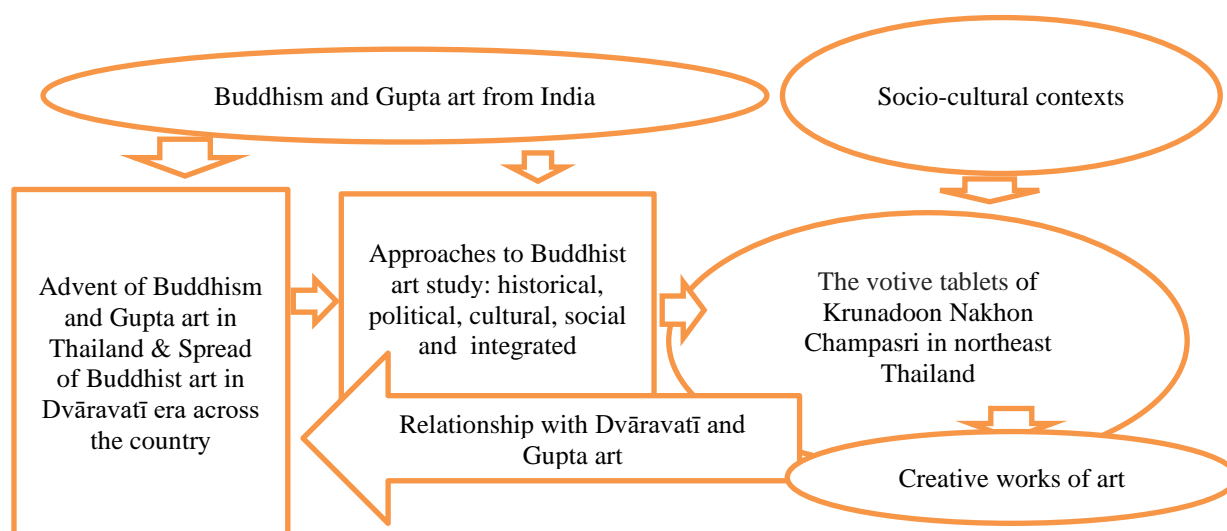 Buddhism and Gupta art from India
Socio-cultural contexts
Advent of Buddhism
and Gupta art in
Thailand & Spread
of Buddhist art in
Dvāravatī era across
the country
Approaches to Buddhist
art study: historical,
political, cultural, social
and integrated
The votive tablets of
Krunadoon Nakhon
Champasri in northeast
Thailand
Relationship with Dvāravatī and
Gupta art
Creative works of art